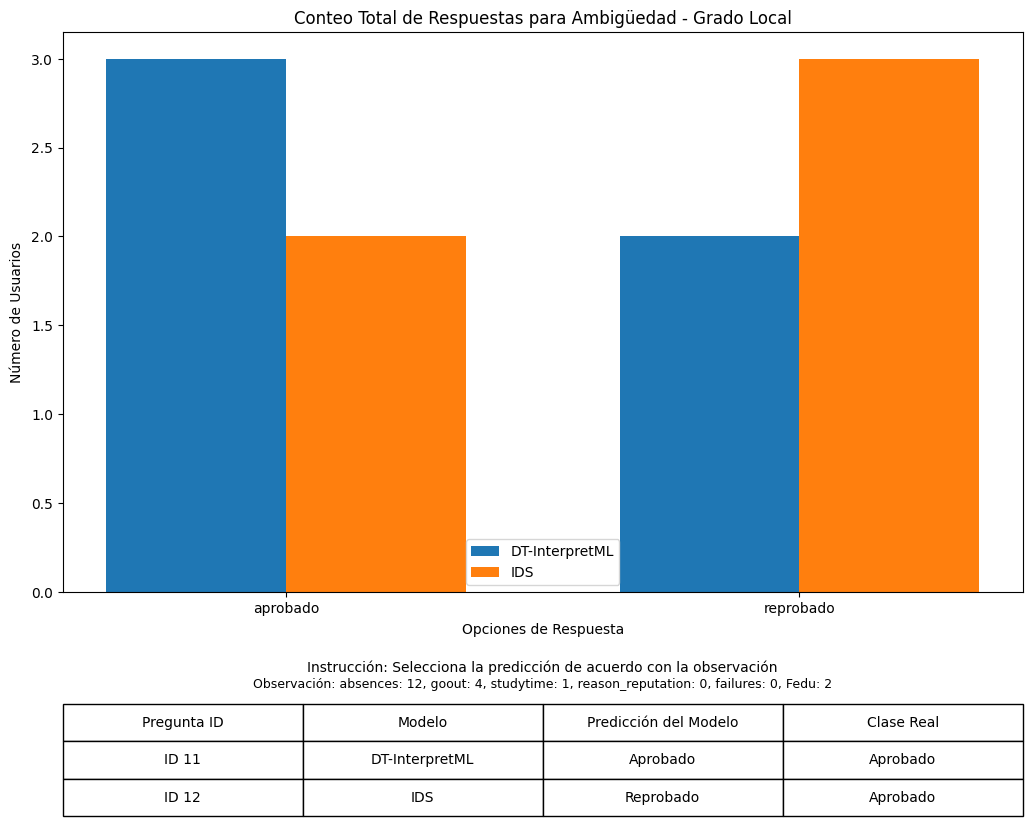 Conteo Total de Respuestas para Ambigüedad - Grado Local
Número de Usuarios
3.0
2.5
2.0
1.5
1.0
0.5
0.0
DT-InterpretML
IDS
aprobado reprobado
Opciones de Respuesta
Instrucción: Selecciona la predicción de acuerdo con la observación
Observación: absences: 12, goout: 4, studytime: 1, reason_reputation: 0, failures: 0, Fedu: 2
Pregunta ID Modelo Predicción del Modelo Clase Real
ID 11 DT-InterpretML Aprobado Aprobado
ID 12 IDS Reprobado Aprobado